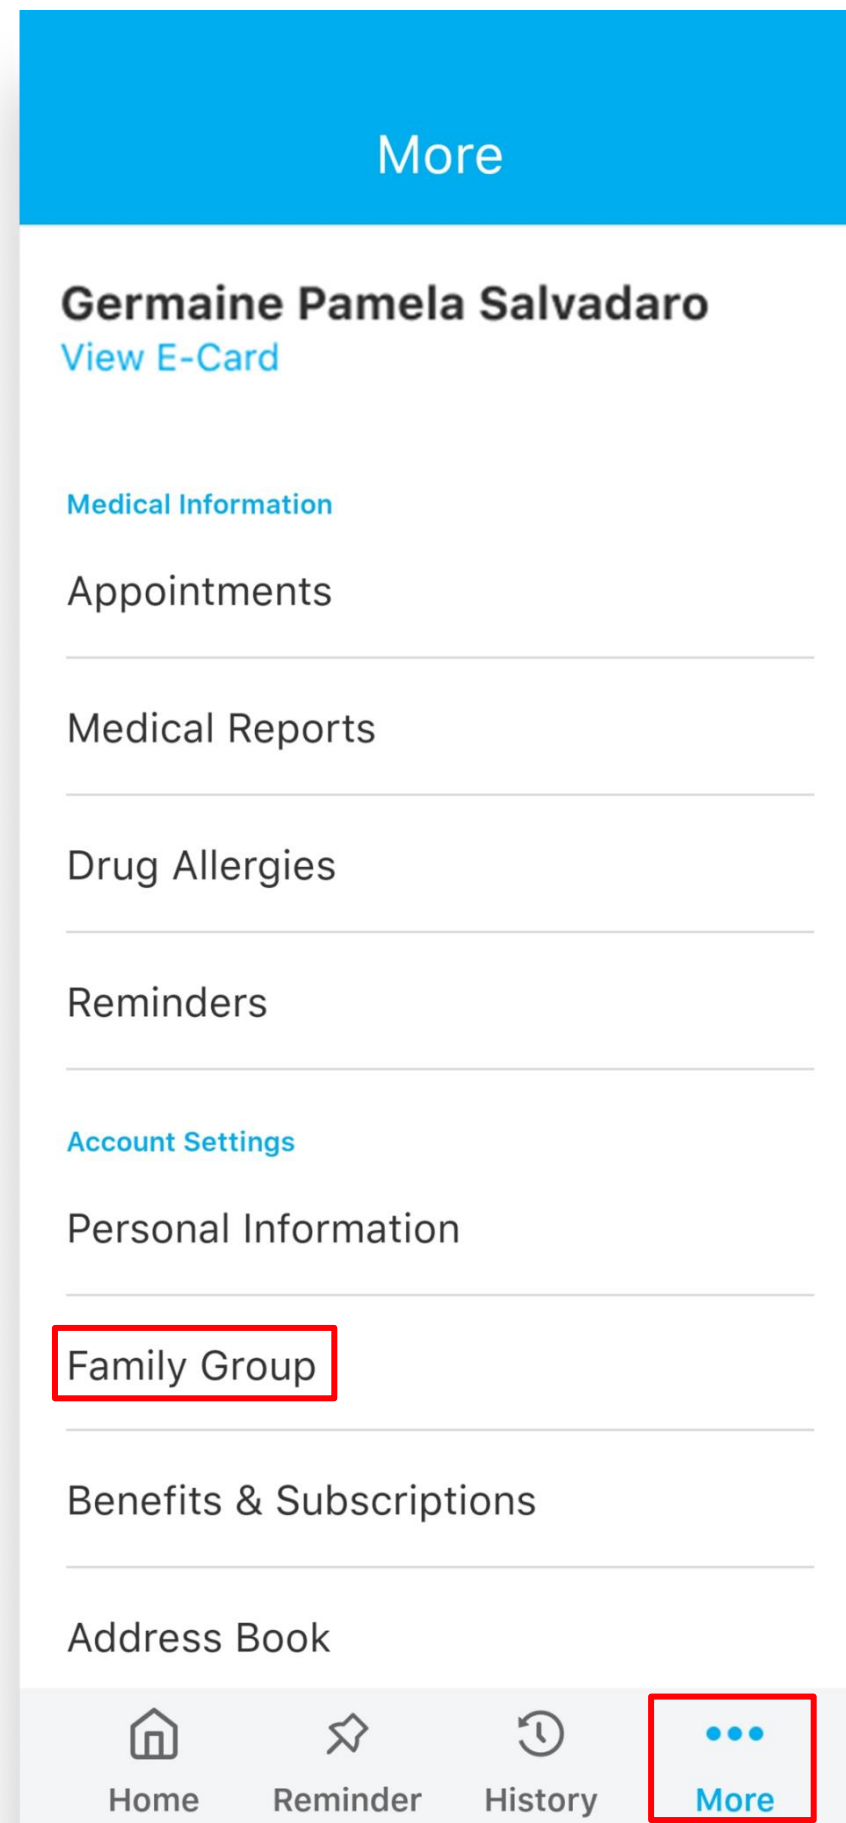 More
Germaine Pamela Salvadaro
View E-Card
Medical Information
Appointments
Medical Reports
Drug Allergies
Reminders
Account Settings
Personal Information
Family Group
Benefits & Subscriptions
Address Book
Home Reminder History More